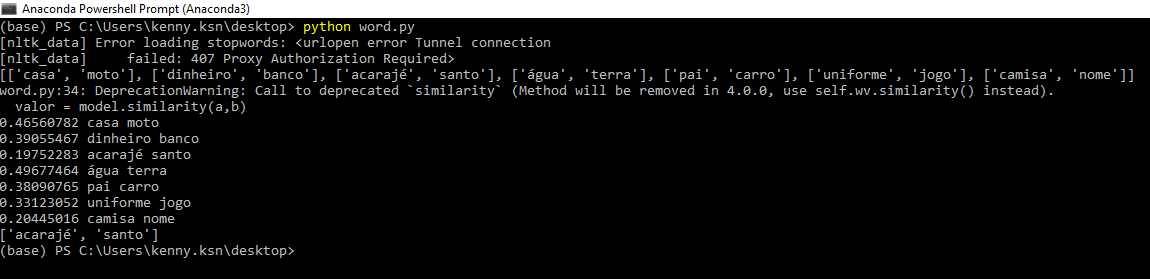 Anaconda Powershell Prompt (Anaconda3)
(base) PS C:\Users\kenny.ksn\desktop> python word.py
[nltk_data] Error loading stopwords: <urlopen error Tunnel connection
[nltk_data]     failed: 407 Proxy Authorization Required>
[['casa', 'moto'], ['dinheiro', 'banco'], ['acarajé', 'santo'], ['água', 'terra'], ['pai', 'carro'], ['uniforme', 'jogo'], ['camisa', 'nome']]
word.py:34: DeprecationWarning: Call to deprecated `similarity` (Method will be removed in 4.0.0, use self.wv.similarity() instead).
  valor = model.similarity(a,b)
0.46560782 casa moto
0.39055467 dinheiro banco
0.19752283 acarajé santo
0.49677464 água terra
0.38090765 pai carro
0.33123052 uniforme jogo
0.20445016 camisa nome
['acarajé', 'santo']
(base) PS C:\Users\kenny.ksn\desktop>